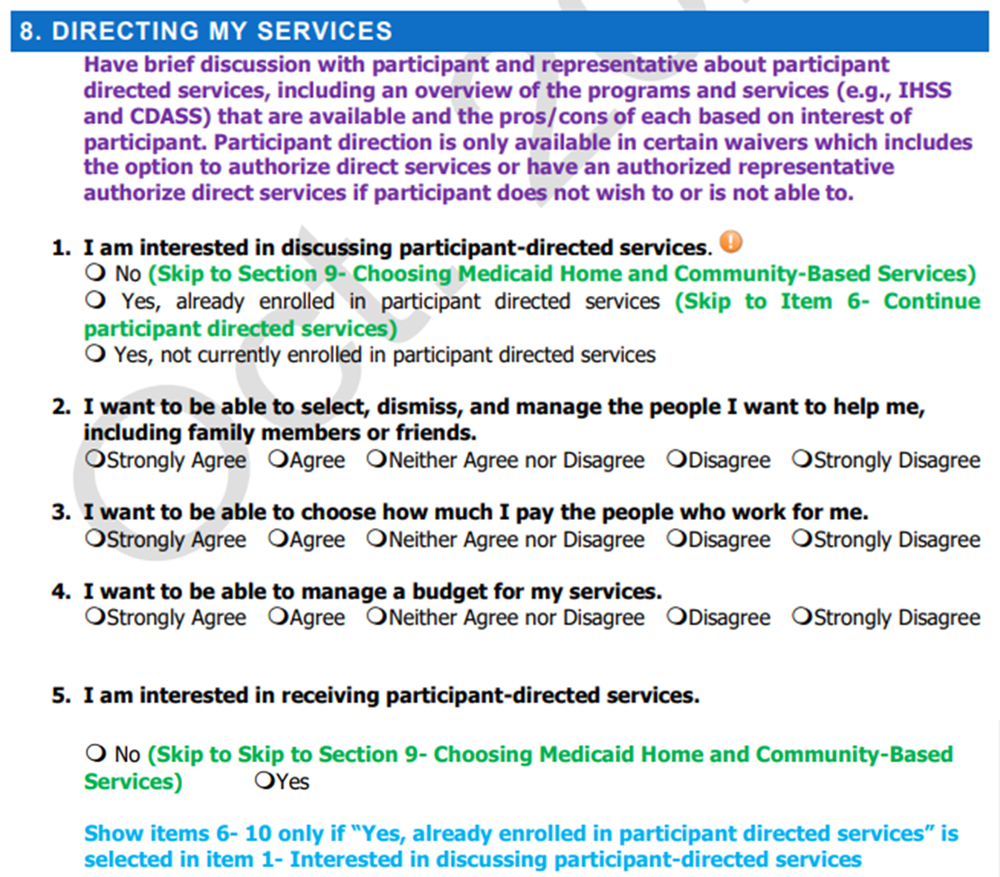 8. DIRECTING MY SERVICES
Have brief discussion with participant and representative about participant
directed services, including an overview of the programs and services (e.g., IHSS
and CDASS) that are available and the pros/cons of each based on interest of
participant. Participant direction is only available in certain waivers which includes
the option to authorize direct services or have an authorized representative
authorize direct services if participant does not wish to or is not able to.
1. I am interested in discussing participant-directed services. !
No (Skip to Section 9- Choosing Medicaid Home and Community-Based Services)
Yes, already enrolled in participant directed services (Skip to Item 6- Continue
participant directed services)
Yes, not currently enrolled in participant directed services
2. I want to be able to select, dismiss, and manage the people I want to help me,
including family members or friends.
Strongly Agree Agree Neither Agree nor Disagree Disagree Strongly Disagree
3. I want to be able to choose how much I pay the people who work for me.
Strongly Agree Agree Neither Agree nor Disagree Disagree Strongly Disagree
4. I want to be able to manage a budget for my services.
Strongly Agree Agree Neither Agree nor Disagree Disagree Strongly Disagree
5. I am interested in receiving participant-directed services.
No (Skip to Skip to Section 9- Choosing Medicaid Home and Community-Based
Services) Yes
Show items 6- 10 only if “Yes, already enrolled in participant directed services” is
selected in item 1- Interested in discussing participant-directed services
Oct.